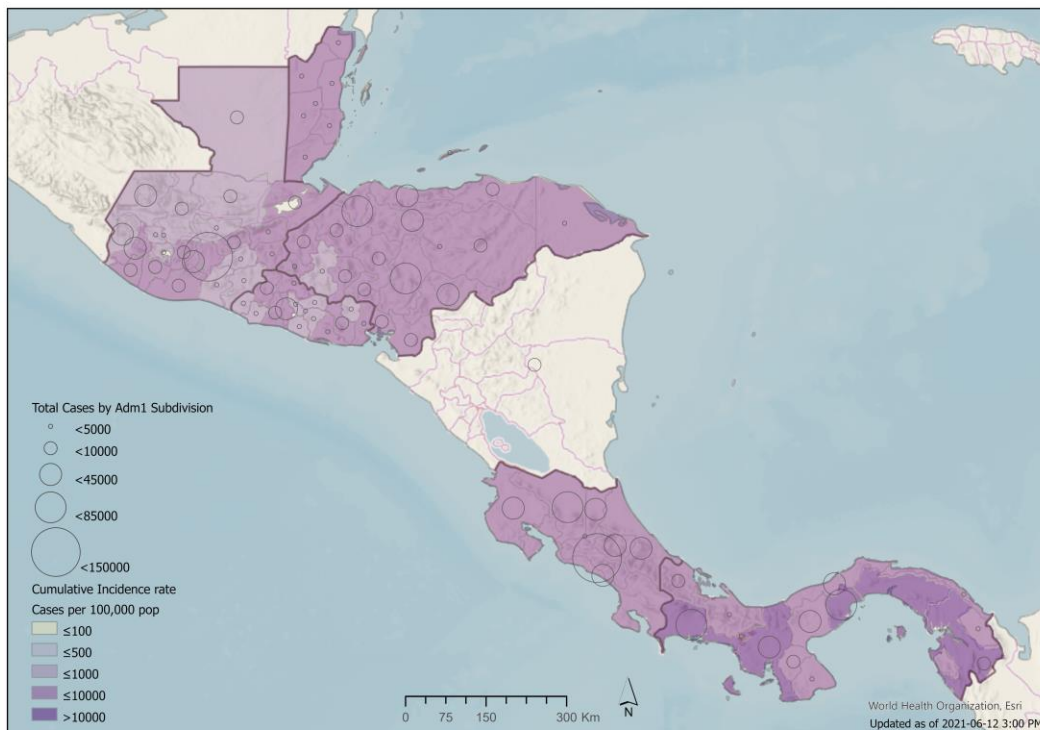 Total Cases by Adm1 Subdivision
<5000
<10000
<45000
<85000
<150000
Cumulative Incidence rate
Cases per 100,000 pop
≤100
≤500
≤1000
≤10000
>10000
0 75 150 300 Km
N
World Health Organization, Esri
Updated as of 2021-06-12 3:00 PM